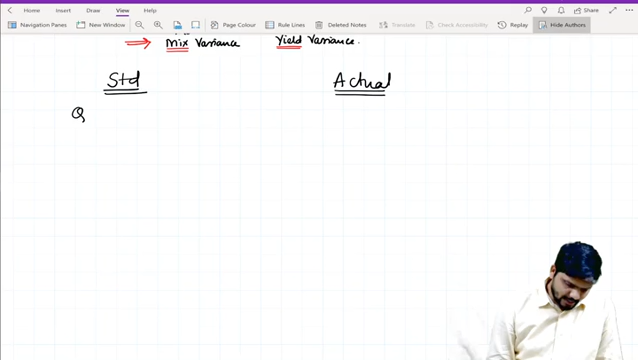 Home Insert Draw View Help Share
Navigation Panes New Window Page Colour Rule Lines Deleted Notes Translate Check Accessibility Replay Hide Authors
→ Mix Variance Yield Variance.
Std Actual
Q